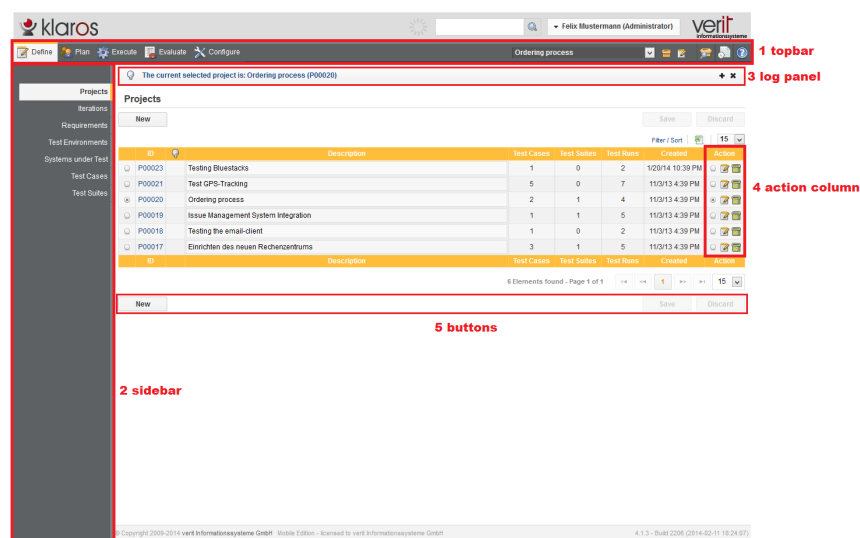 klaros
Felix Mustermann (Administrator)
verit
Informationssysteme
Define Plan Execute Evaluate Configure
Ordering process
1 topbar
The current selected project is: Ordering process (P00020)
3 log panel
Projects
Iterations
Requirements
Test Environments
Systems under Test
Test Cases
Test Suites
Projects
New Save Discard
Filter / Sort 15
ID Description Test Cases Test Suites Test Runs Created Action
P00023 Testing Bluestacks 1 0 2 1/20/14 10:39 PM
P00021 Test GPS-Tracking 5 0 7 11/3/13 4:39 PM
P00020 Ordering process 2 1 4 11/3/13 4:39 PM
P00019 Issue Management System Integration 1 1 5 11/3/13 4:39 PM
P00018 Testing the email-client 1 0 2 11/3/13 4:39 PM
P00017 Einrichten des neuen Rechenzentrums 3 1 5 11/3/13 4:39 PM
ID Description Test Cases Test Suites Test Runs Created Action
4 action column
6 Elements found - Page 1 of 1 1 15
New Save Discard
5 buttons
2 sidebar
© Copyright 2009-2014 verit Informationssysteme GmbH Mobile Edition - licensed to verit Informationssysteme GmbH
4.1.3 - Build 2206 (2014-02-11 18:24:07)